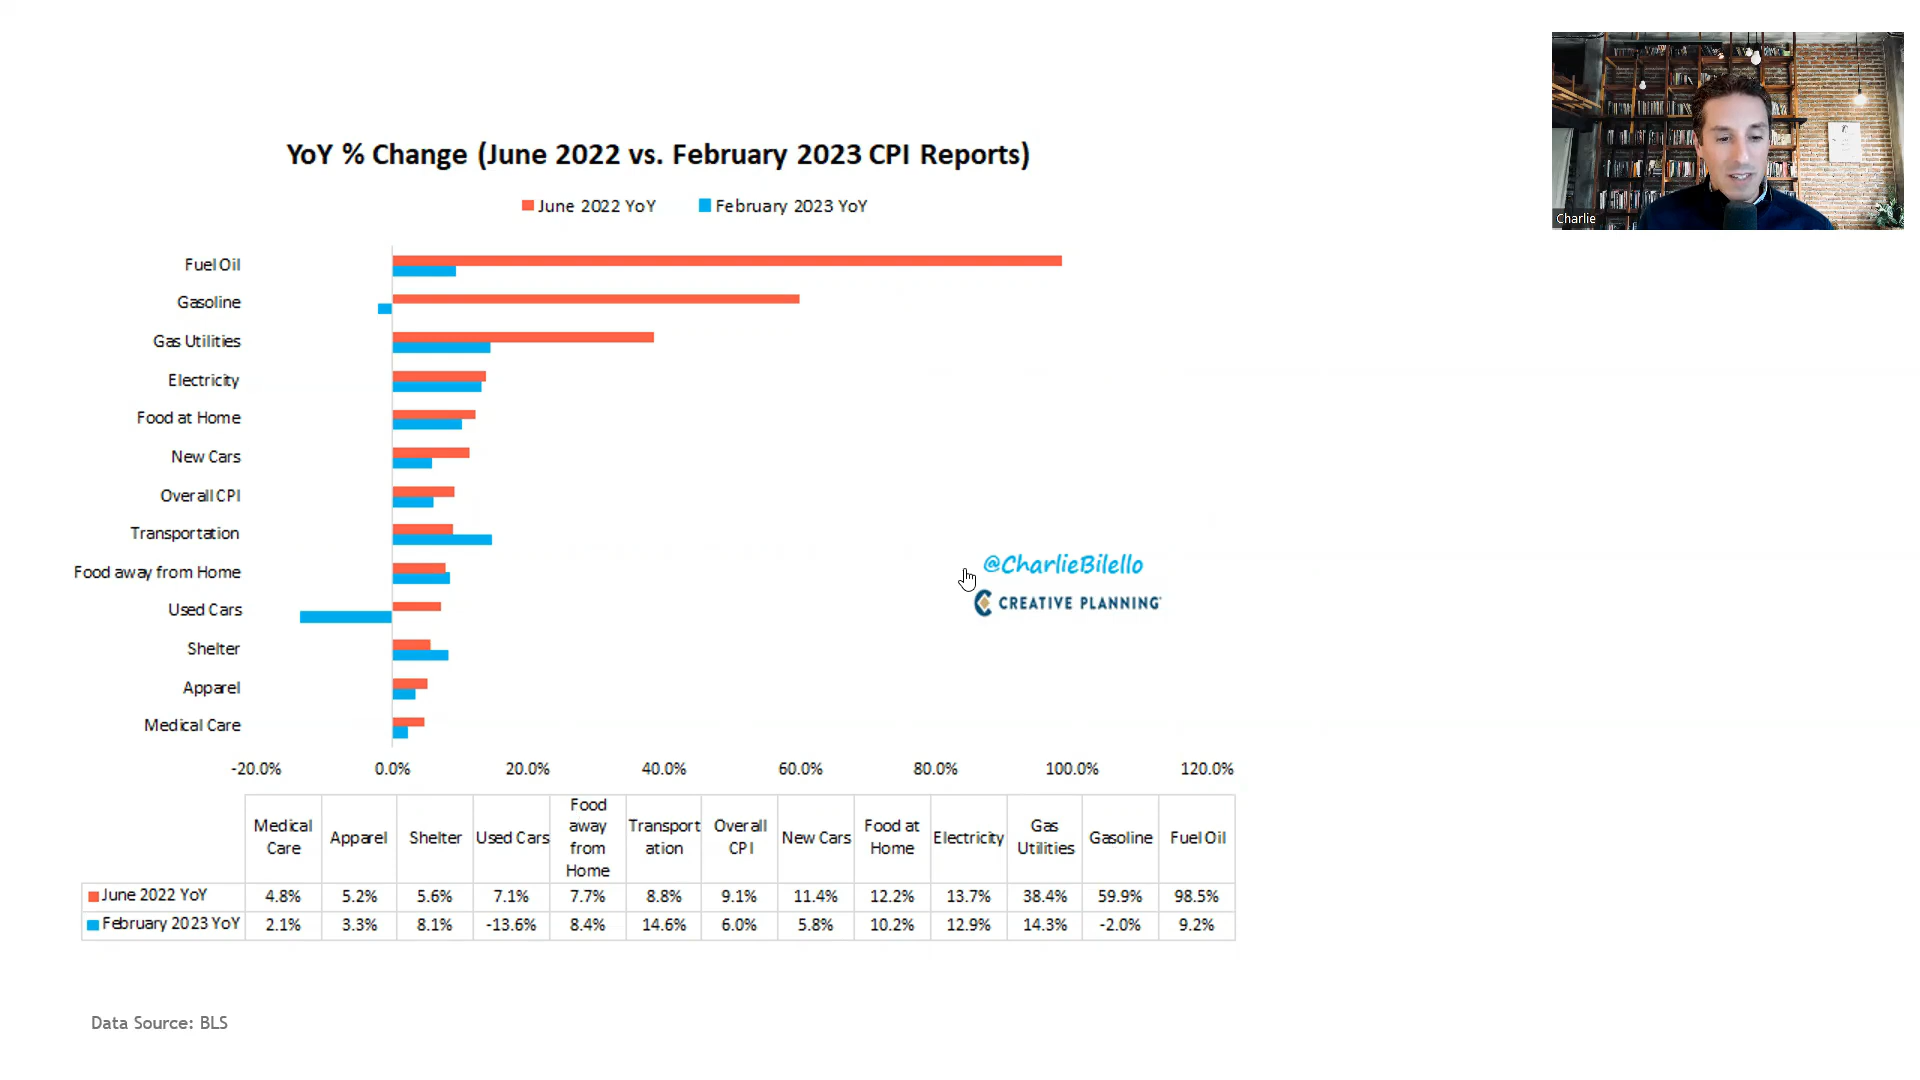 Charlie
YoY % Change (June 2022 vs. February 2023 CPI Reports)
June 2022 YoY February 2023 YoY
Fuel Oil
Gasoline
Gas Utilities
Electricity
Food at Home
New Cars
Overall CPI
Transportation
Food away from Home
Used Cars
Shelter
Apparel
Medical Care
@CharlieBilello
CREATIVE PLANNING
-20.0% 0.0% 20.0% 40.0% 60.0% 80.0% 100.0% 120.0%
Medical Care Apparel Shelter Used Cars Food away from Home Transportation Overall CPI New Cars Food at Home Electricity Gas Utilities Gasoline Fuel Oil
June 2022 YoY 4.8% 5.2% 5.6% 7.1% 7.7% 8.8% 9.1% 11.4% 12.2% 13.7% 38.4% 59.9% 98.5%
February 2023 YoY 2.1% 3.3% 8.1% -13.6% 8.4% 14.6% 6.0% 5.8% 10.2% 12.9% 14.3% -2.0% 9.2%
Data Source: BLS